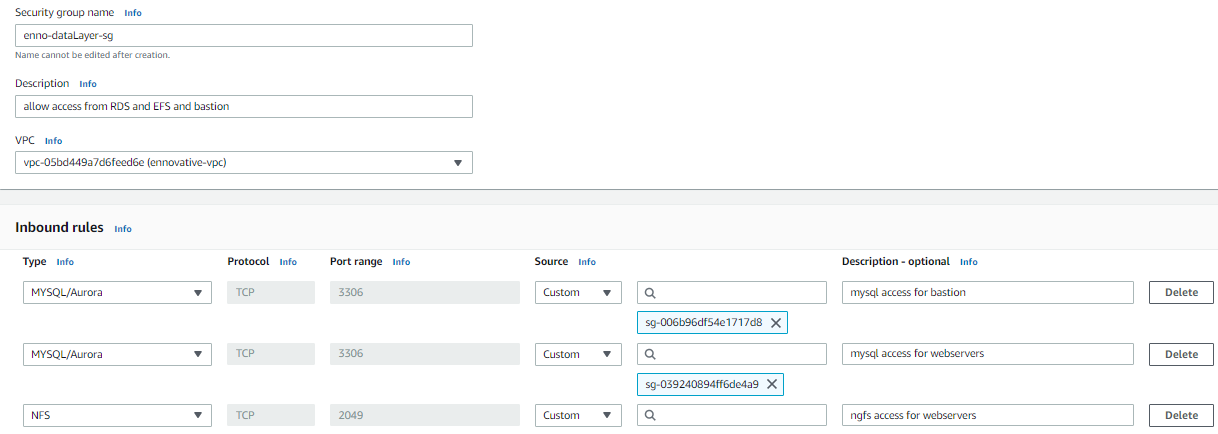 Security group name Info
enno-dataLayer-sg
Name cannot be edited after creation.
Description Info
allow access from RDS and EFS and bastion
VPC Info
vpc-05bd449a7d6feed6e (ennovative-vpc)
Inbound rules Info
Type Info Protocol Info Port range Info Source Info Description - optional Info
MYSQL/Aurora TCP 3306 Custom mysql access for bastion Delete
sg-006b96df54e1717d8
MYSQL/Aurora TCP 3306 Custom mysql access for webservers Delete
sg-039240894ff6de4a9
NFS TCP 2049 Custom ngfs access for webservers Delete